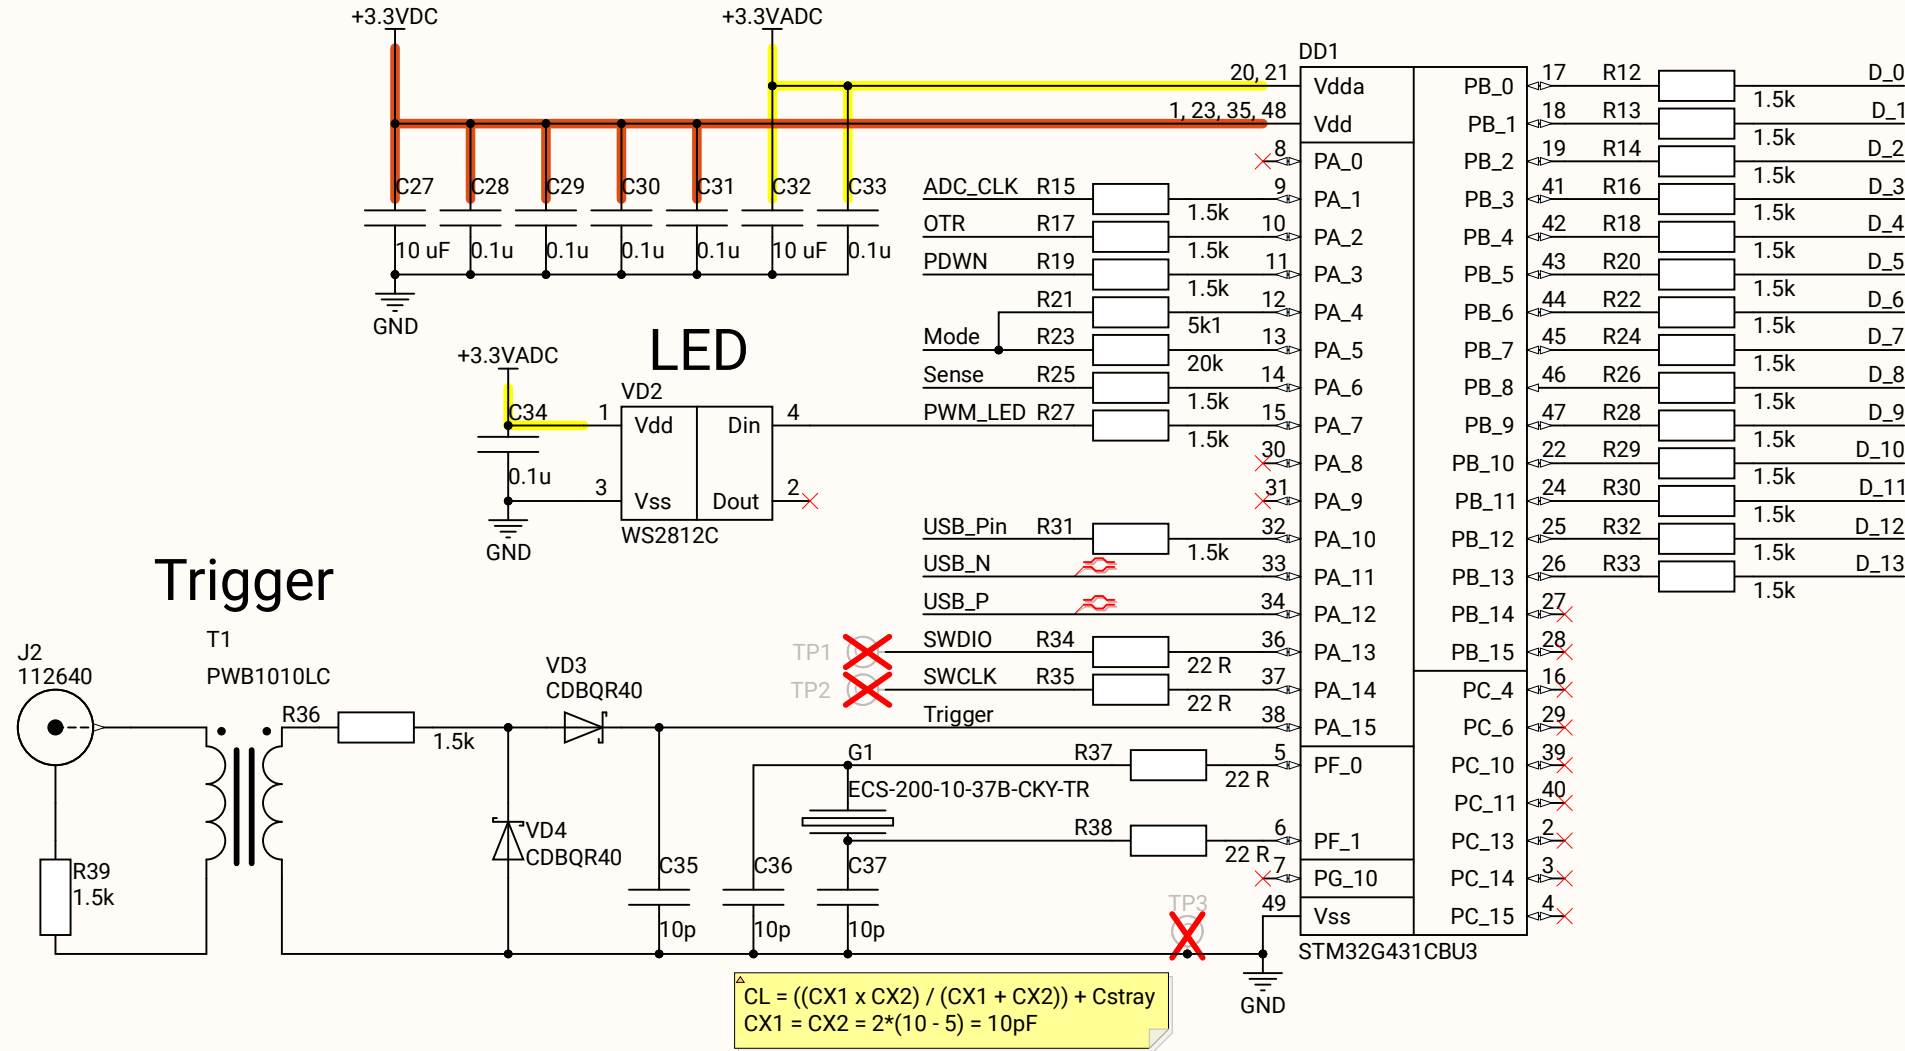 +3.3VDC
+3.3VADC
C27 C28 C29 C30 C31 C32 C33
10 uF 0.1u 0.1u 0.1u 0.1u 10 uF 0.1u
GND
LED
+3.3VADC
C34
0.1u
GND
VD2
1 Vdd Din 4
3 Vss Dout 2
WS2812C
Trigger
J2
112640
R39
1.5k
T1
PWB1010LC
R36
1.5k
VD3
CDBQR40
VD4
CDBQR40
C35
10p
C36
10p
C37
10p
G1
ECS-200-10-37B-CKY-TR
R37
22 R
R38
22 R
TP3
GND
CL = ((CX1 x CX2) / (CX1 + CX2)) + Cstray
CX1 = CX2 = 2*(10 - 5) = 10pF
DD1
20, 21 Vdda
1, 23, 35, 48 Vdd
8 PA_0
ADC_CLK R15 1.5k 9 PA_1
OTR R17 1.5k 10 PA_2
PDWN R19 1.5k 11 PA_3
R21 5k1 12 PA_4
Mode R23 20k 13 PA_5
Sense R25 1.5k 14 PA_6
PWM_LED R27 1.5k 15 PA_7
30 PA_8
31 PA_9
USB_Pin R31 1.5k 32 PA_10
USB_N 33 PA_11
USB_P 34 PA_12
TP1 SWDIO R34 22 R 36 PA_13
TP2 SWCLK R35 22 R 37 PA_14
Trigger 38 PA_15
5 PF_0
6 PF_1
7 PG_10
49 Vss
PB_0 17 R12 1.5k D_0
PB_1 18 R13 1.5k D_1
PB_2 19 R14 1.5k D_2
PB_3 41 R16 1.5k D_3
PB_4 42 R18 1.5k D_4
PB_5 43 R20 1.5k D_5
PB_6 44 R22 1.5k D_6
PB_7 45 R24 1.5k D_7
PB_8 46 R26 1.5k D_8
PB_9 47 R28 1.5k D_9
PB_10 22 R29 1.5k D_10
PB_11 24 R30 1.5k D_11
PB_12 25 R32 1.5k D_12
PB_13 26 R33 1.5k D_13
PB_14 27
PB_15 28
PC_4 16
PC_6 29
PC_10 39
PC_11 40
PC_13 2
PC_14 3
PC_15 4
STM32G431CBU3